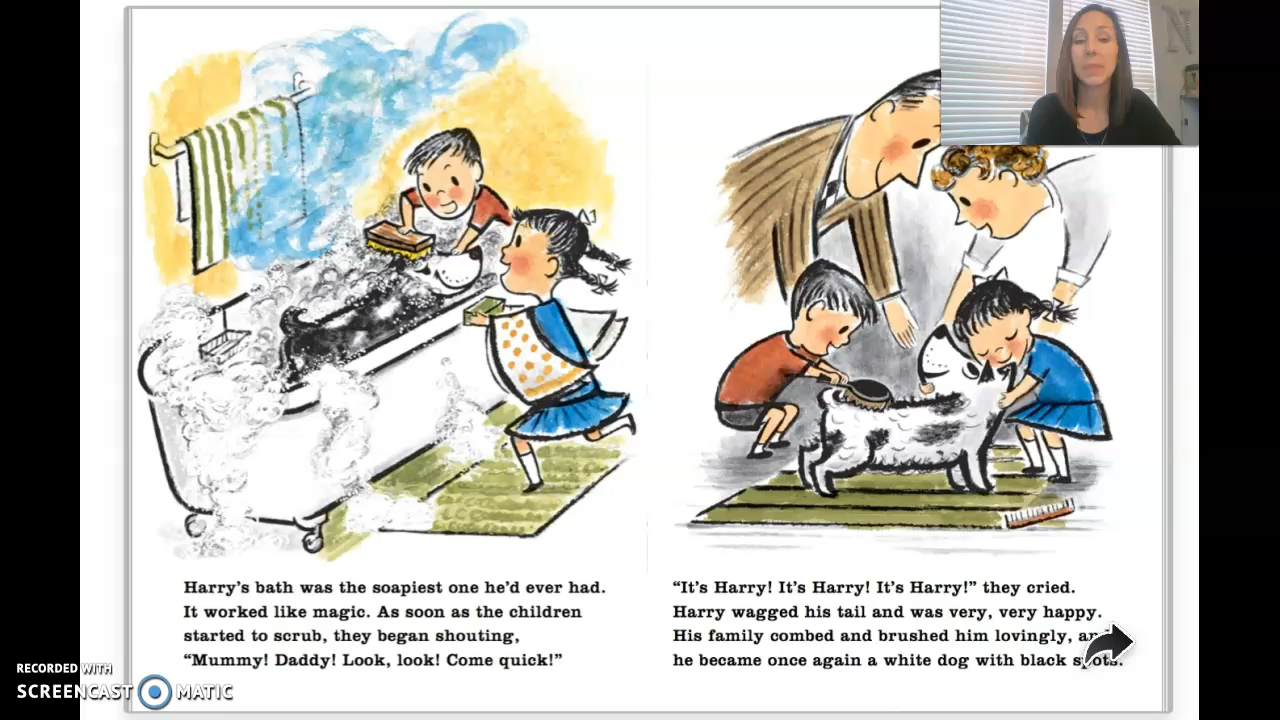 Harry's bath was the soapiest one he'd ever had.
It worked like magic. As soon as the children
started to scrub, they began shouting,
“Mummy! Daddy! Look, look! Come quick!”
“It's Harry! It's Harry! It's Harry!” they cried.
Harry wagged his tail and was very, very happy.
His family combed and brushed him lovingly, and
he became once again a white dog with black spots.
RECORDED WITH
SCREENCAST MATIC